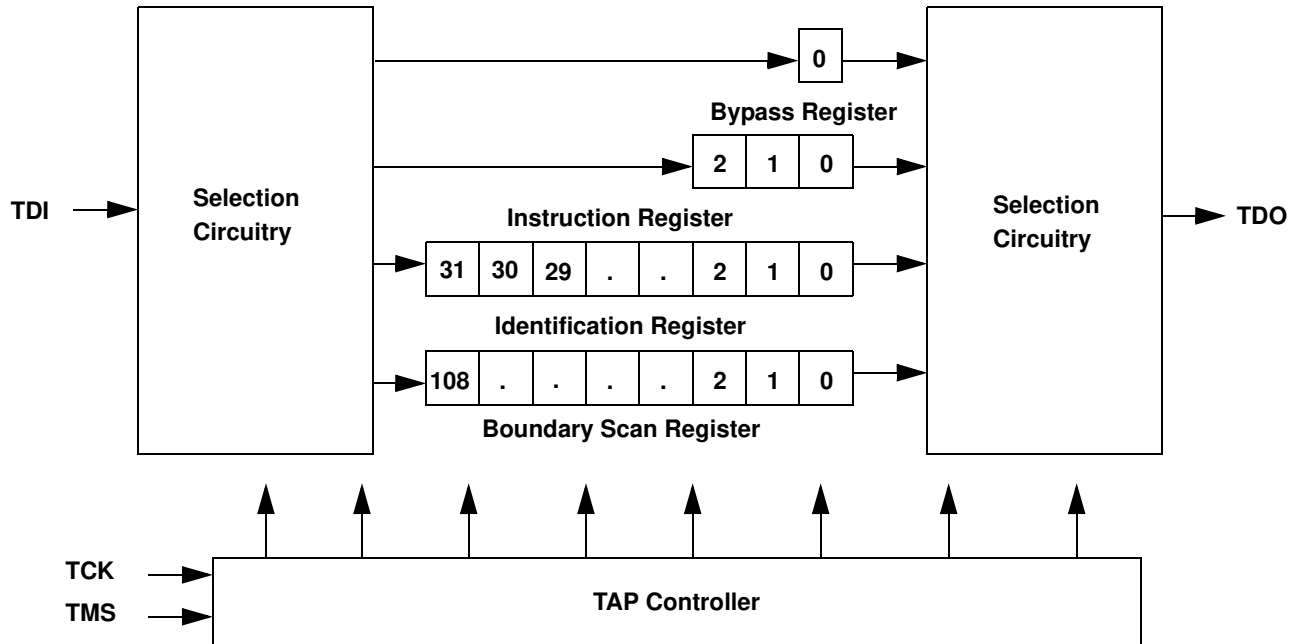 0
Bypass Register
2 1 0
TDI
Selection
Circuitry
Instruction Register
Selection
Circuitry
TDO
31 30 29 . . 2 1 0
Identification Register
108 . . . . 2 1 0
Boundary Scan Register
TCK
TMS
TAP Controller